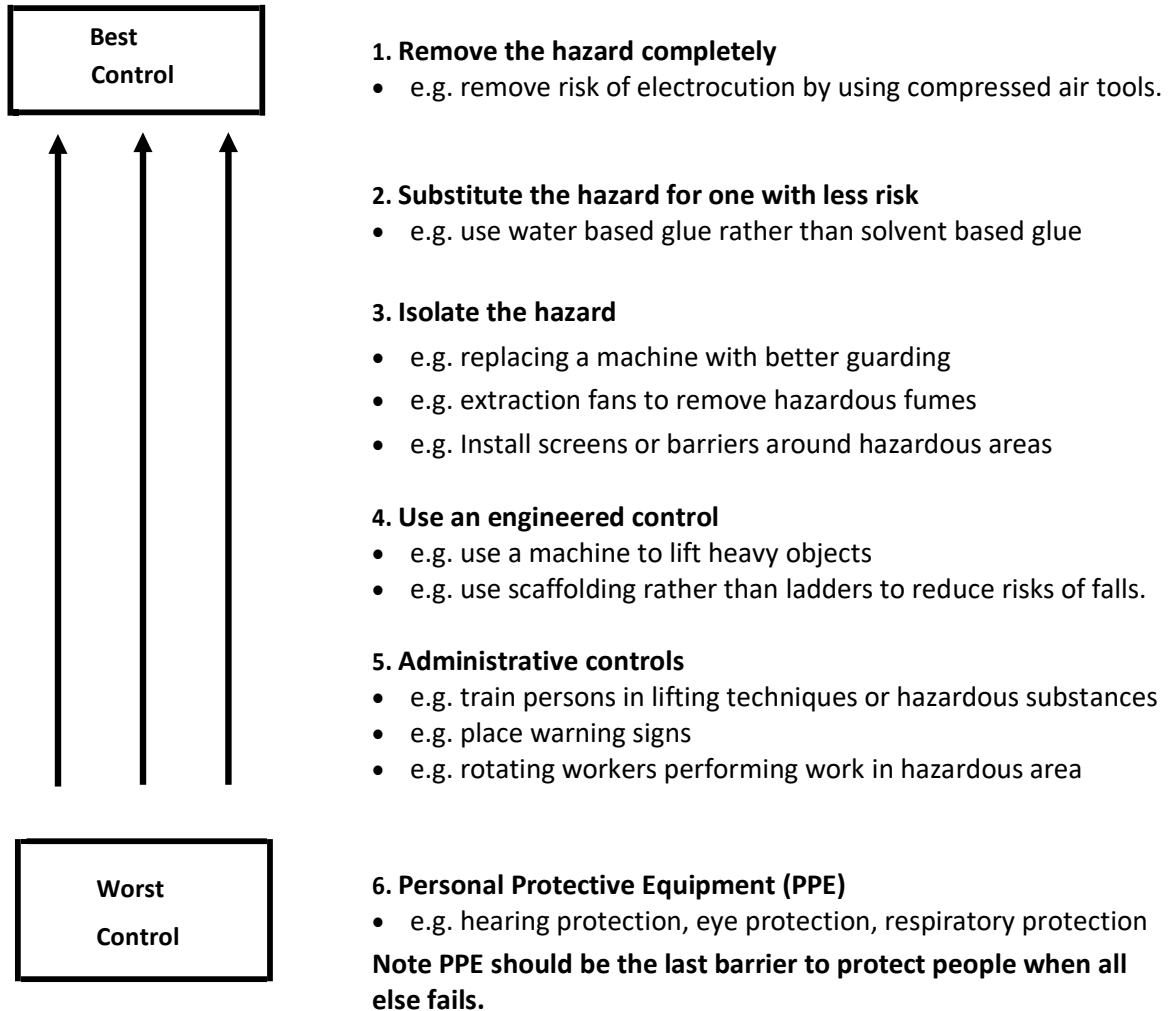 Best
Control
1. Remove the hazard completely
• e.g. remove risk of electrocution by using compressed air tools.
2. Substitute the hazard for one with less risk
• e.g. use water based glue rather than solvent based glue
3. Isolate the hazard
• e.g. replacing a machine with better guarding
• e.g. extraction fans to remove hazardous fumes
• e.g. Install screens or barriers around hazardous areas
4. Use an engineered control
• e.g. use a machine to lift heavy objects
• e.g. use scaffolding rather than ladders to reduce risks of falls.
5. Administrative controls
• e.g. train persons in lifting techniques or hazardous substances
• e.g. place warning signs
• e.g. rotating workers performing work in hazardous area
Worst
Control
6. Personal Protective Equipment (PPE)
• e.g. hearing protection, eye protection, respiratory protection
Note PPE should be the last barrier to protect people when all
else fails.